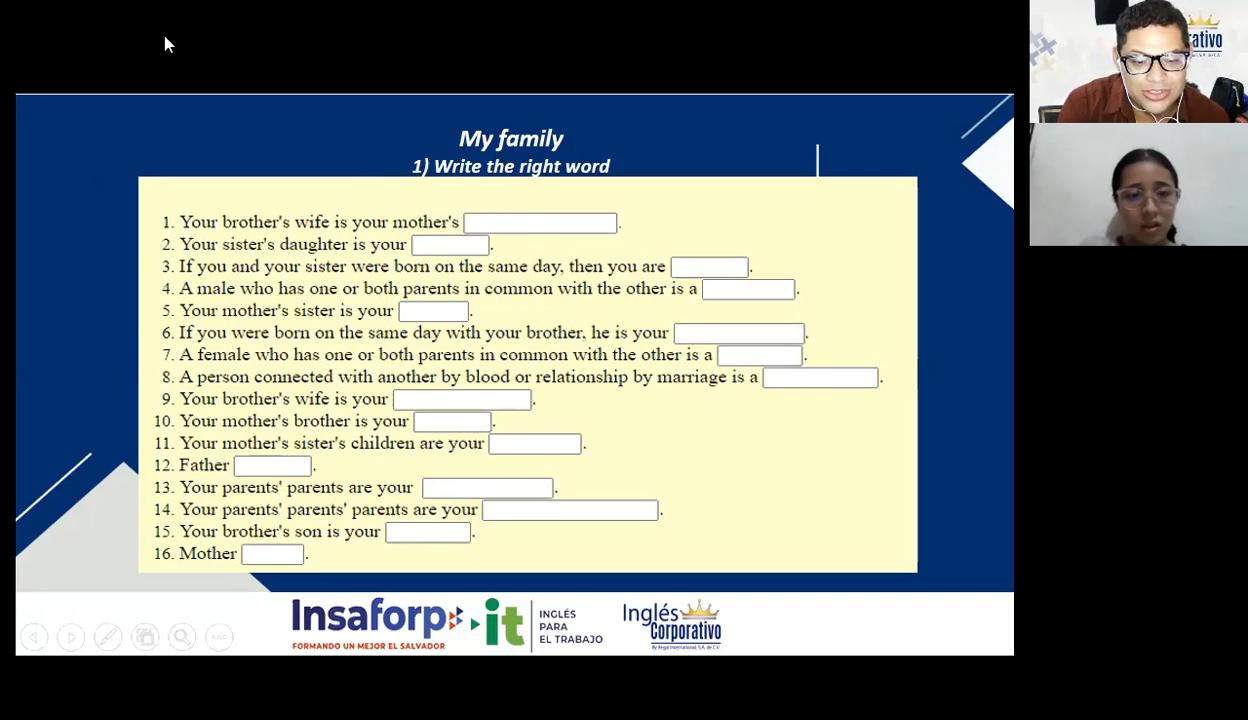 My family
1) Write the right word
1. Your brother's wife is your mother's .
2. Your sister's daughter is your .
3. If you and your sister were born on the same day, then you are .
4. A male who has one or both parents in common with the other is a .
5. Your mother's sister is your .
6. If you were born on the same day with your brother, he is your .
7. A female who has one or both parents in common with the other is a .
8. A person connected with another by blood or relationship by marriage is a .
9. Your brother's wife is your .
10. Your mother's brother is your .
11. Your mother's sister's children are your .
12. Father .
13. Your parents' parents are your .
14. Your parents' parents' parents are your .
15. Your brother's son is your .
16. Mother .
Insaforp
FORMANDO UN MEJOR EL SALVADOR
it
INGLÉS
PARA
EL TRABAJO
Inglés
Corporativo
By Regal International, S.A. de C.V.
rativo